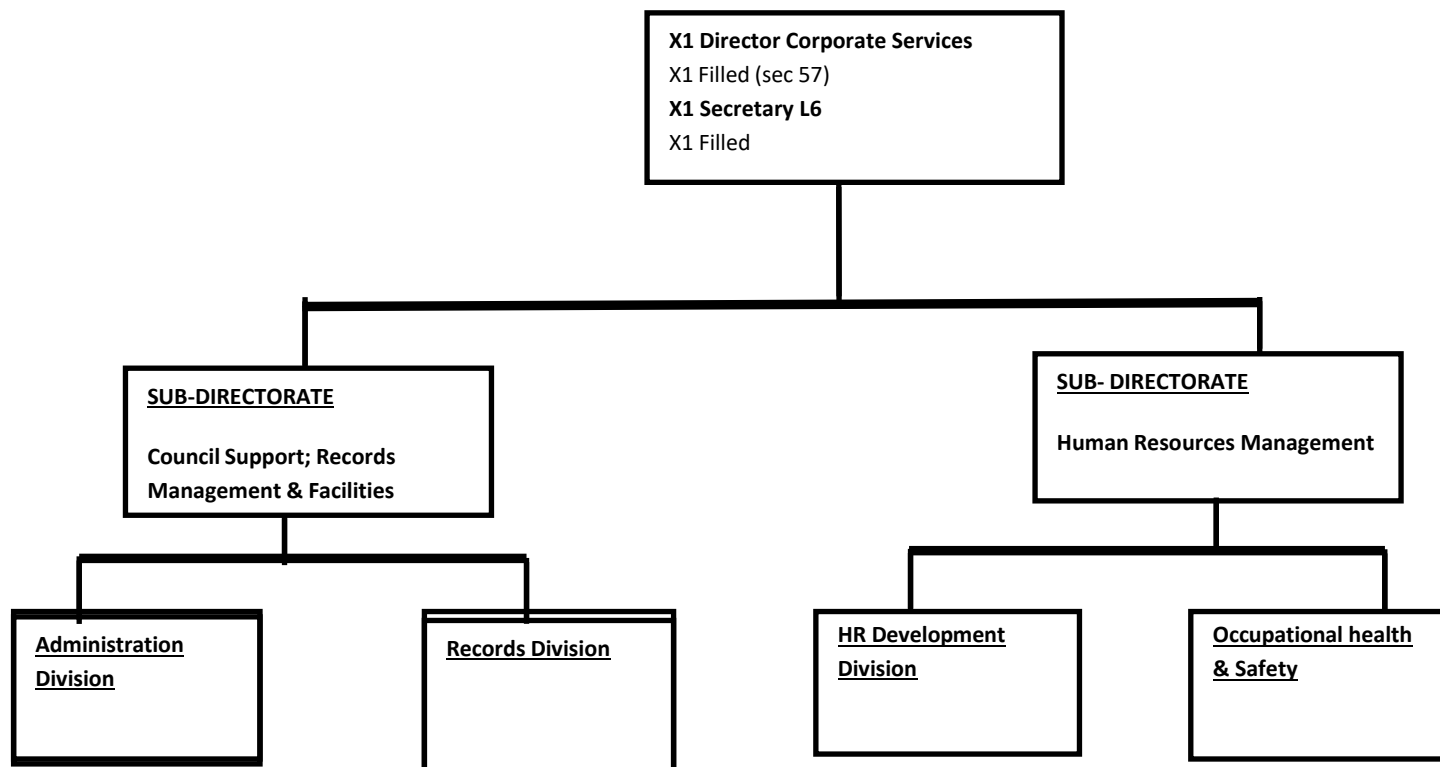 X1 Director Corporate Services
X1 Filled (sec 57)
X1 Secretary L6
X1 Filled
SUB-DIRECTORATE
Council Support; Records
Management & Facilities
SUB- DIRECTORATE
Human Resources Management
Administration
Division
Records Division
HR Development
Division
Occupational health
& Safety